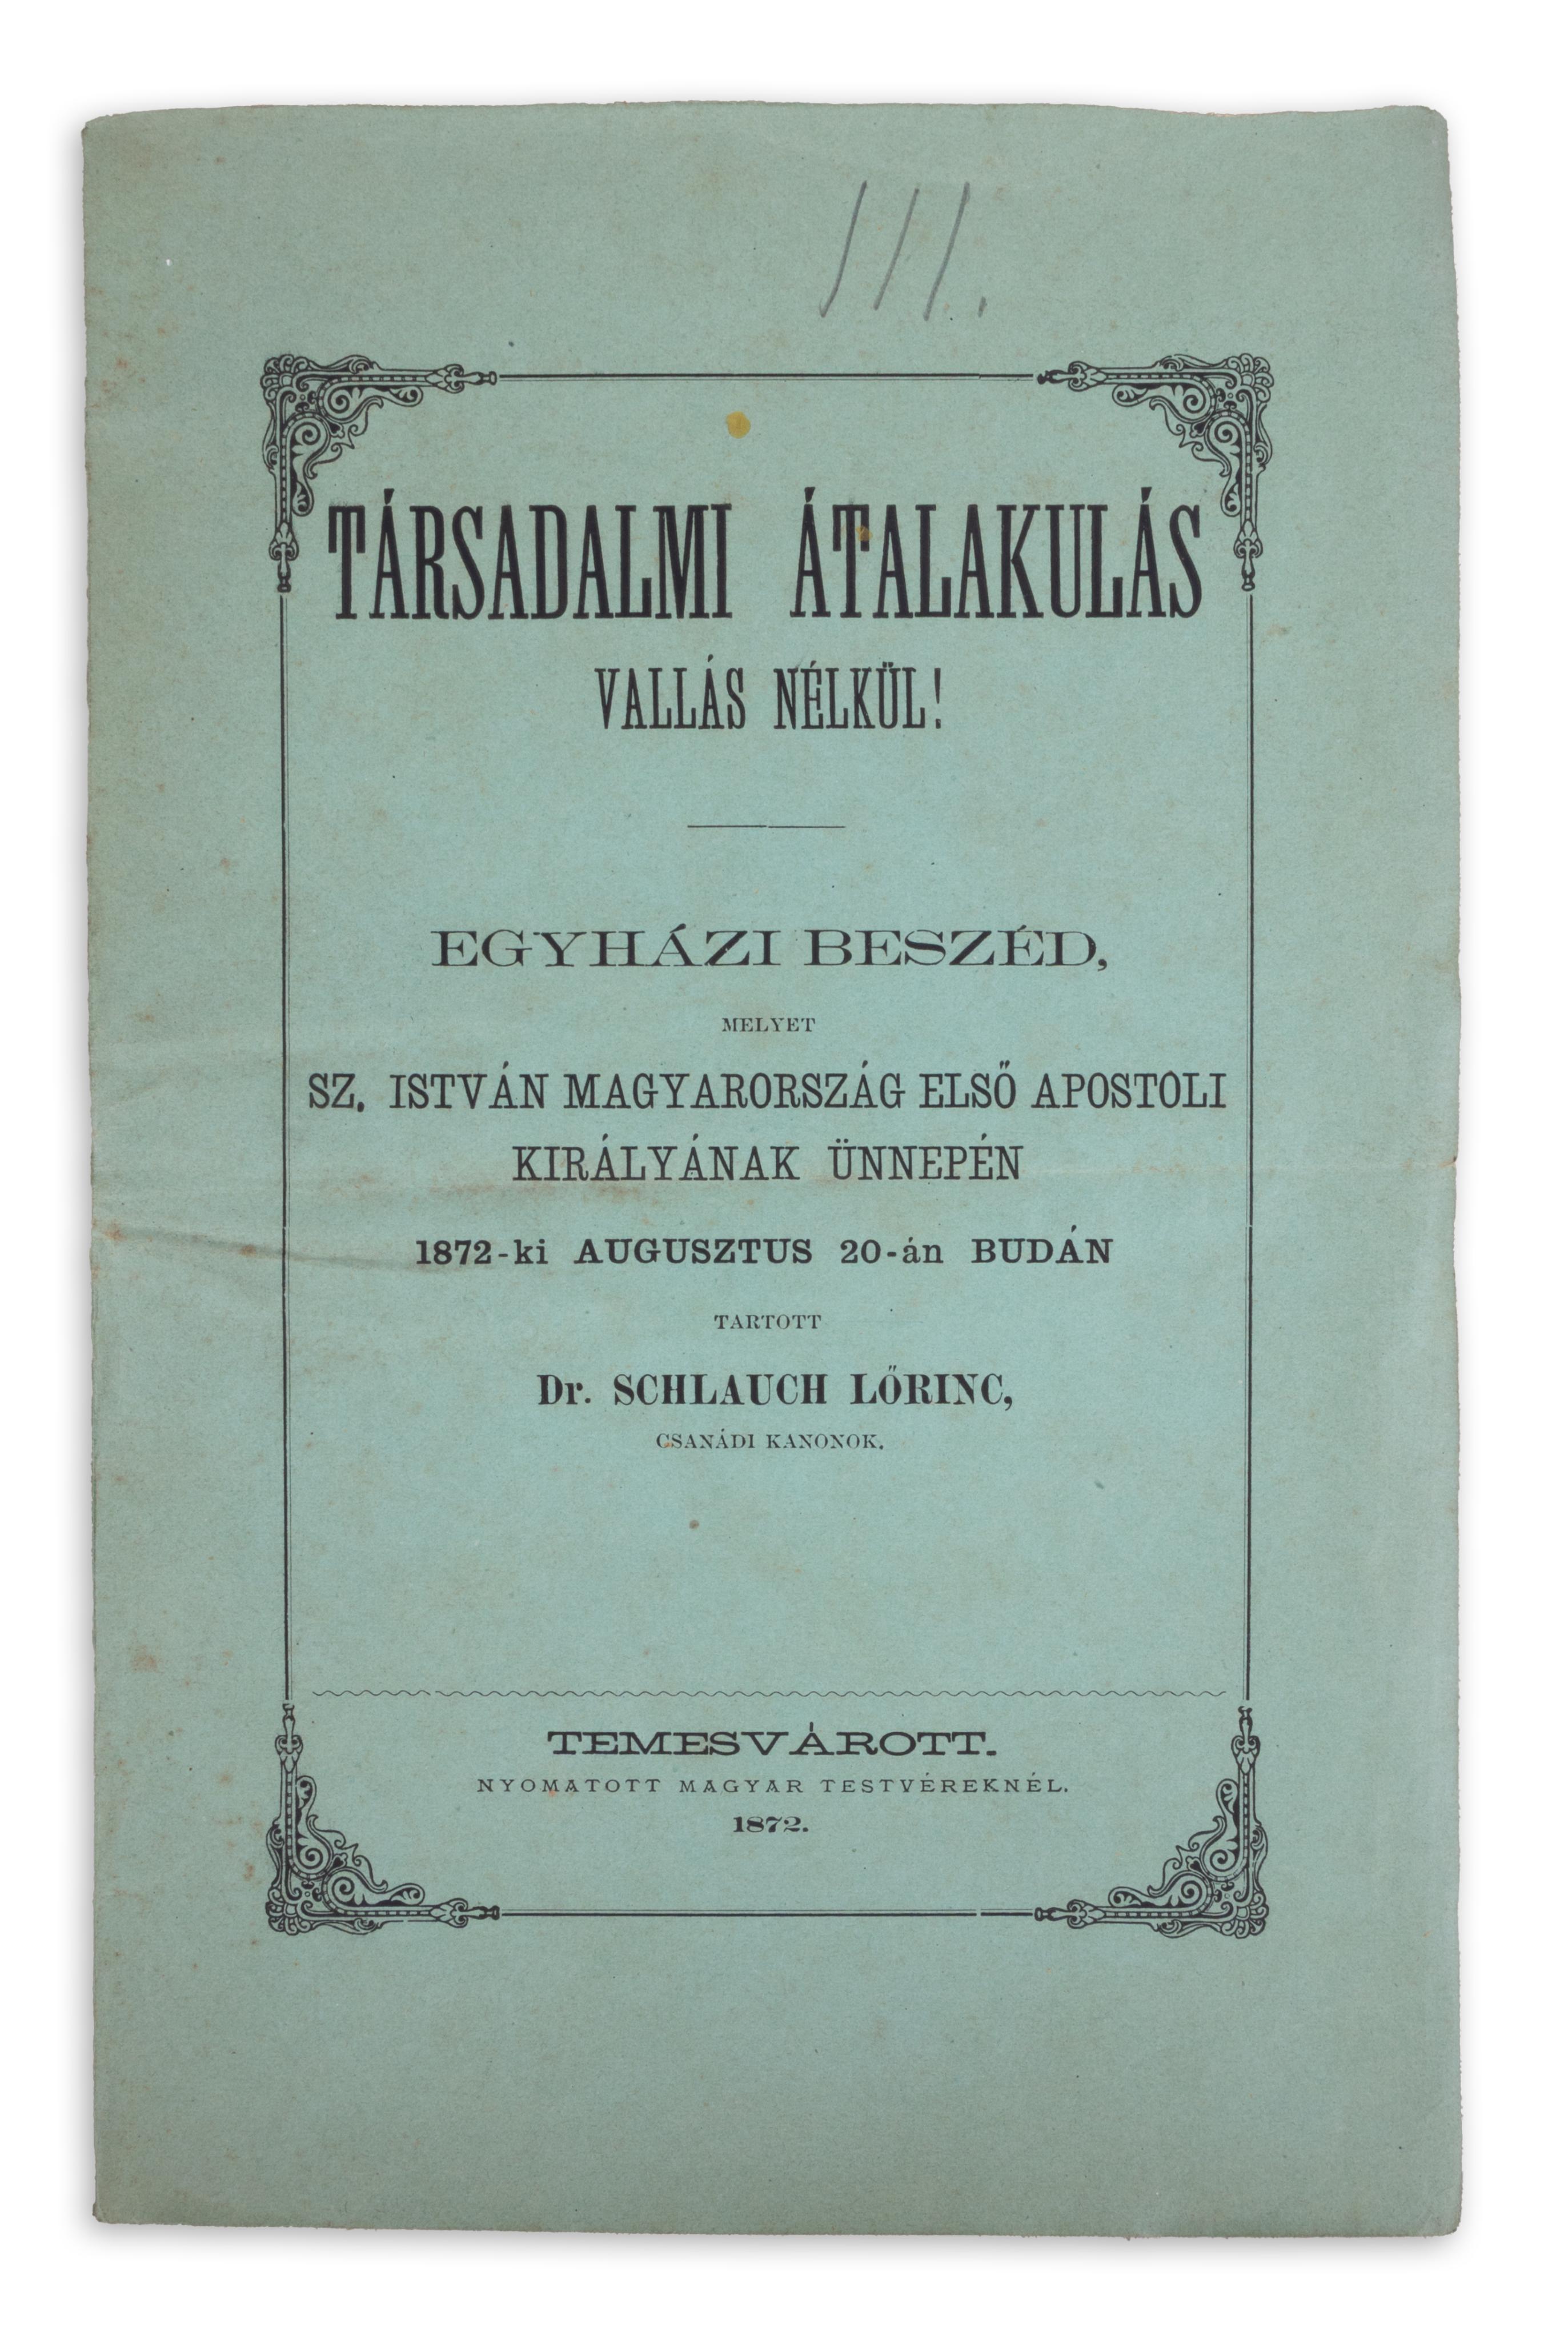 III.
TÁRSADALMI ÁTALAKULÁS
VALLÁS NÉLKÜL!
EGYHÁZI BESZÉD,
MELYET
SZ. ISTVÁN MAGYARORSZÁG ELSŐ APOSTOLI
KIRÁLYÁNAK ÜNNEPÉN
1872-ki AUGUSZTUS 20-án BUDÁN
TARTOTT
Dr. SCHLAUCH LŐRINC,
CSANÁDI KANONOK.
TEMESVÁROTT.
NYOMATOTT MAGYAR TESTVÉREKNÉL.
1872.